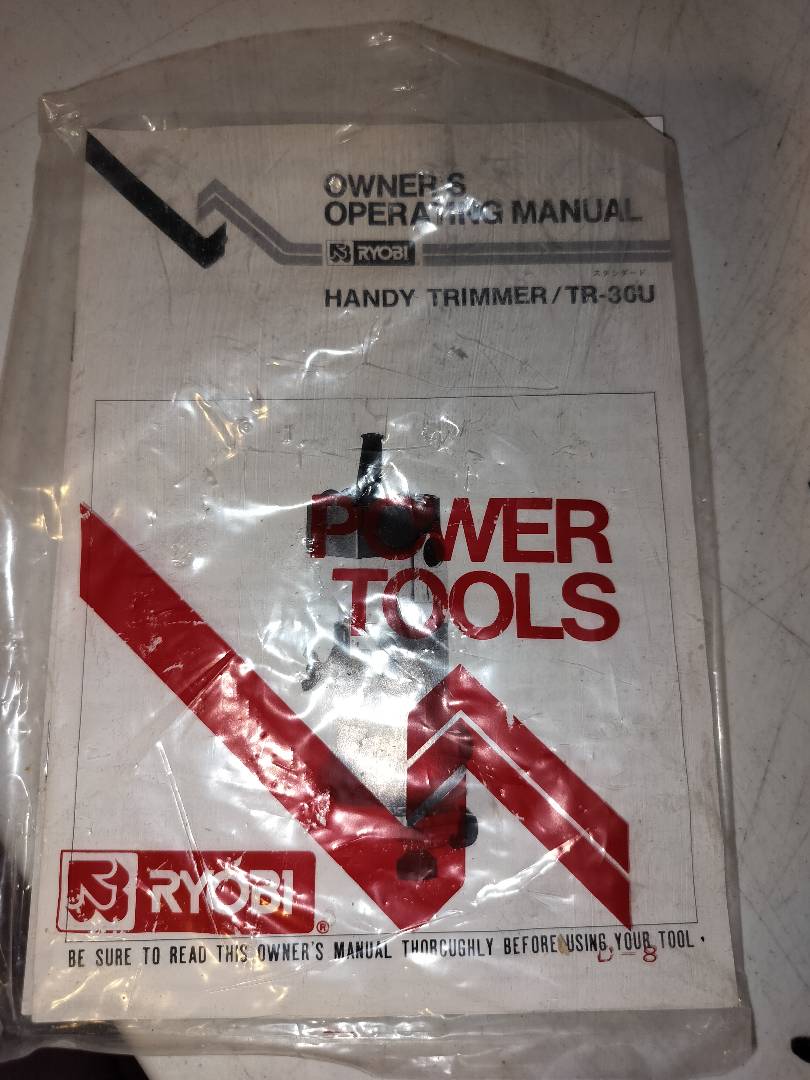 OWNER'S
OPERATING MANUAL
RYOBI
スタンダード
HANDY TRIMMER/TR-30U
POWER
TOOLS
RYOBI®
BE SURE TO READ THIS OWNER'S MANUAL THOROUGHLY BEFORE USING YOUR TOOL.